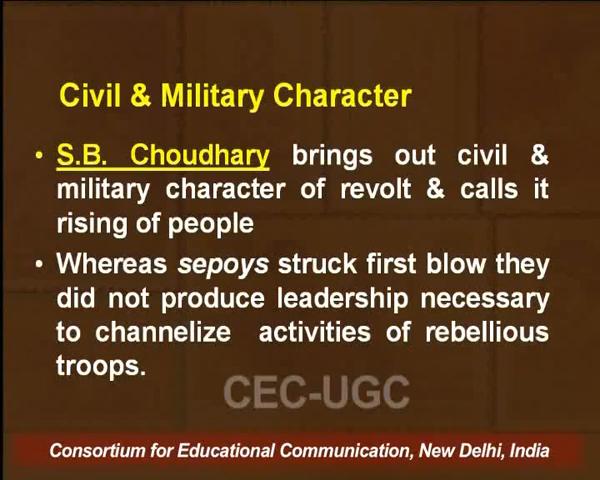 Civil & Military Character
• S.B. Choudhary brings out civil &
military character of revolt & calls it
rising of people
• Whereas sepoys struck first blow they
did not produce leadership necessary
to channelize activities of rebellious
troops.
CEC-UGC
Consortium for Educational Communication, New Delhi, India